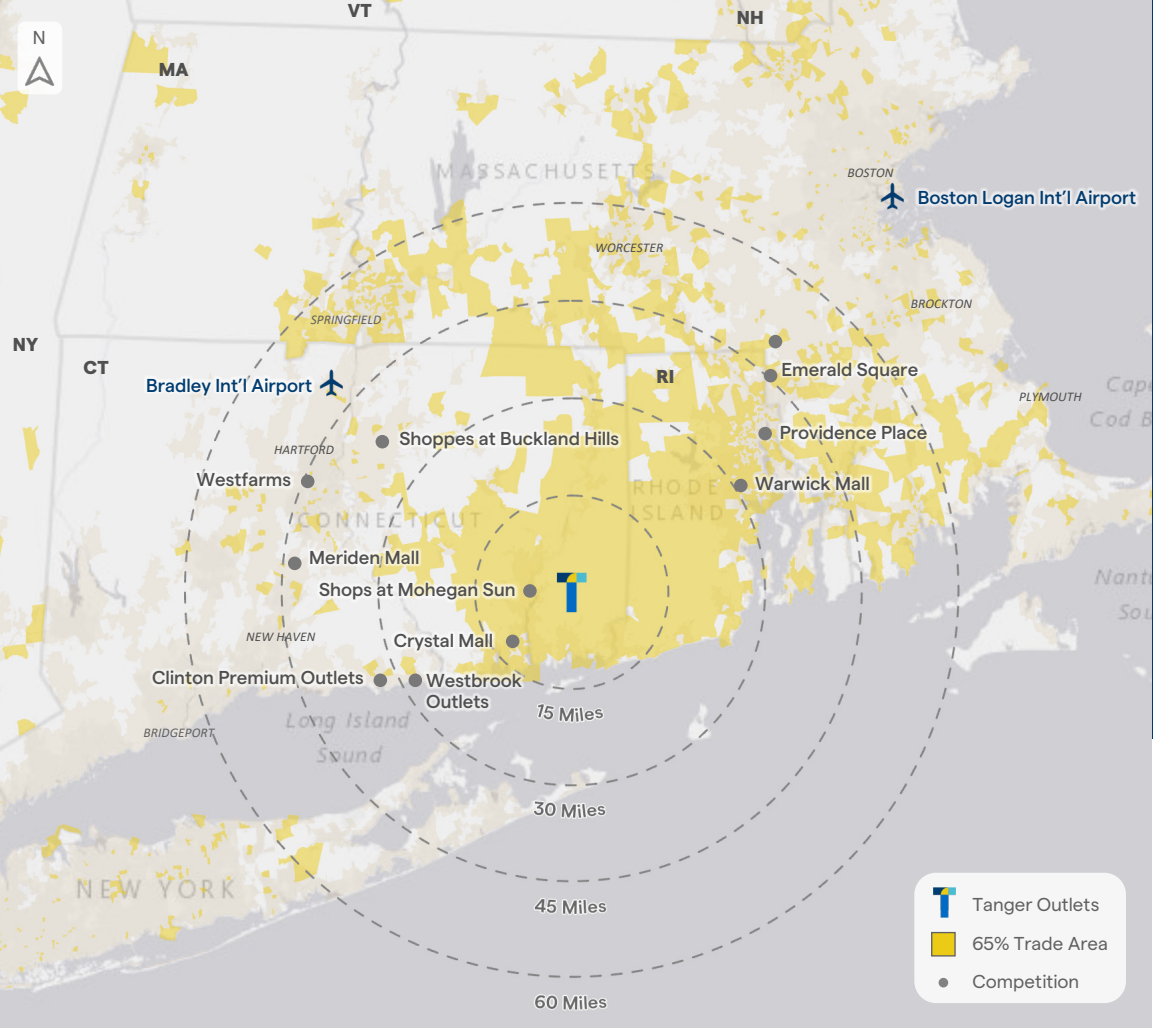 VT
NH
N
MA
MASSACHUSETTS
BOSTON
Boston Logan Int'l Airport
WORCESTER
BROCKTON
SPRINGFIELD
NY
CT
Bradley Int'l Airport
RI
Emerald Square
Cape
Cod B
PLYMOUTH
Shoppes at Buckland Hills
Providence Place
HARTFORD
Westfarms
Warwick Mall
RHODE
ISLAND
CONNECTICUT
Meriden Mall
Shops at Mohegan Sun
Nantu
Sou
NEW HAVEN
Crystal Mall
Clinton Premium Outlets
Westbrook
Outlets
15 Miles
Long Island
Sound
BRIDGEPORT
30 Miles
NEW YORK
45 Miles
60 Miles
Tanger Outlets
65% Trade Area
Competition